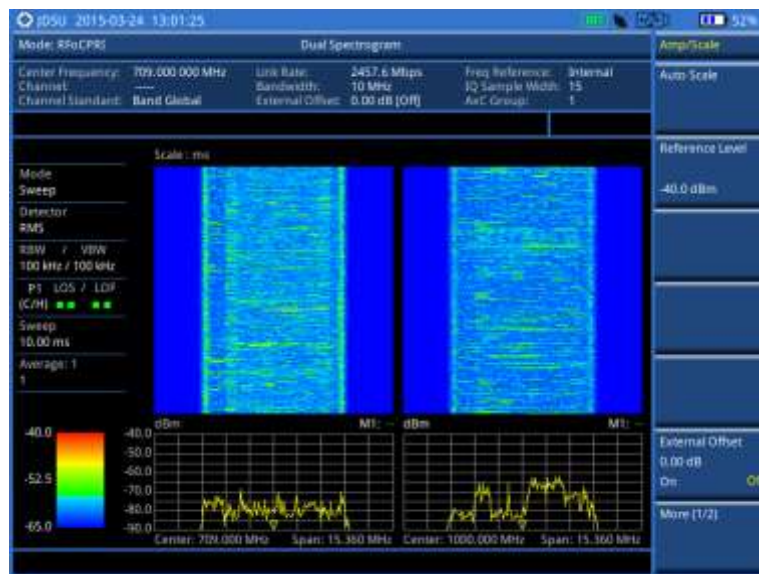 JDSU 2015-03-24 13:01:25
52%
Mode: RFoCPRI
Dual Spectrogram
Amp/Scale
Center Frequency: 709.000 000 MHz
Link Rate: 2457.6 Mbps
Freq Reference: Internal
Channel: ----
Bandwidth: 10 MHz
IQ Sample Width: 15
Channel Standard: Band Global
External Offset: 0.00 dB [Off]
AxC Group: 1
Auto Scale
Scale : ms
Reference Level
-40.0 dBm
Mode
Sweep
Detector
RMS
RBW / VBW
100 kHz / 100 kHz
P1 LOS / LOF
(C/H)
Sweep
10.00 ms
Average: 1
1
dBm M1: --
dBm M1: --
-40.0
-52.5
-65.0
-40.0
-50.0
-60.0
-70.0
-80.0
-90.0
Center: 709.000 MHz Span: 15.360 MHz
Center: 1000.000 MHz Span: 15.360 MHz
External Offset
0.00 dB
On Of
More (1/2)